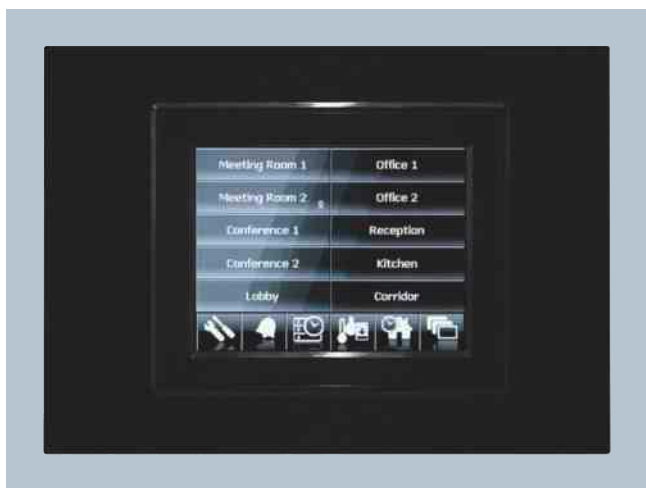 Meeting Room 1
Office 1
Meeting Room 2
Office 2
Conference 1
Reception
Conference 2
Kitchen
Lobby
Corridor